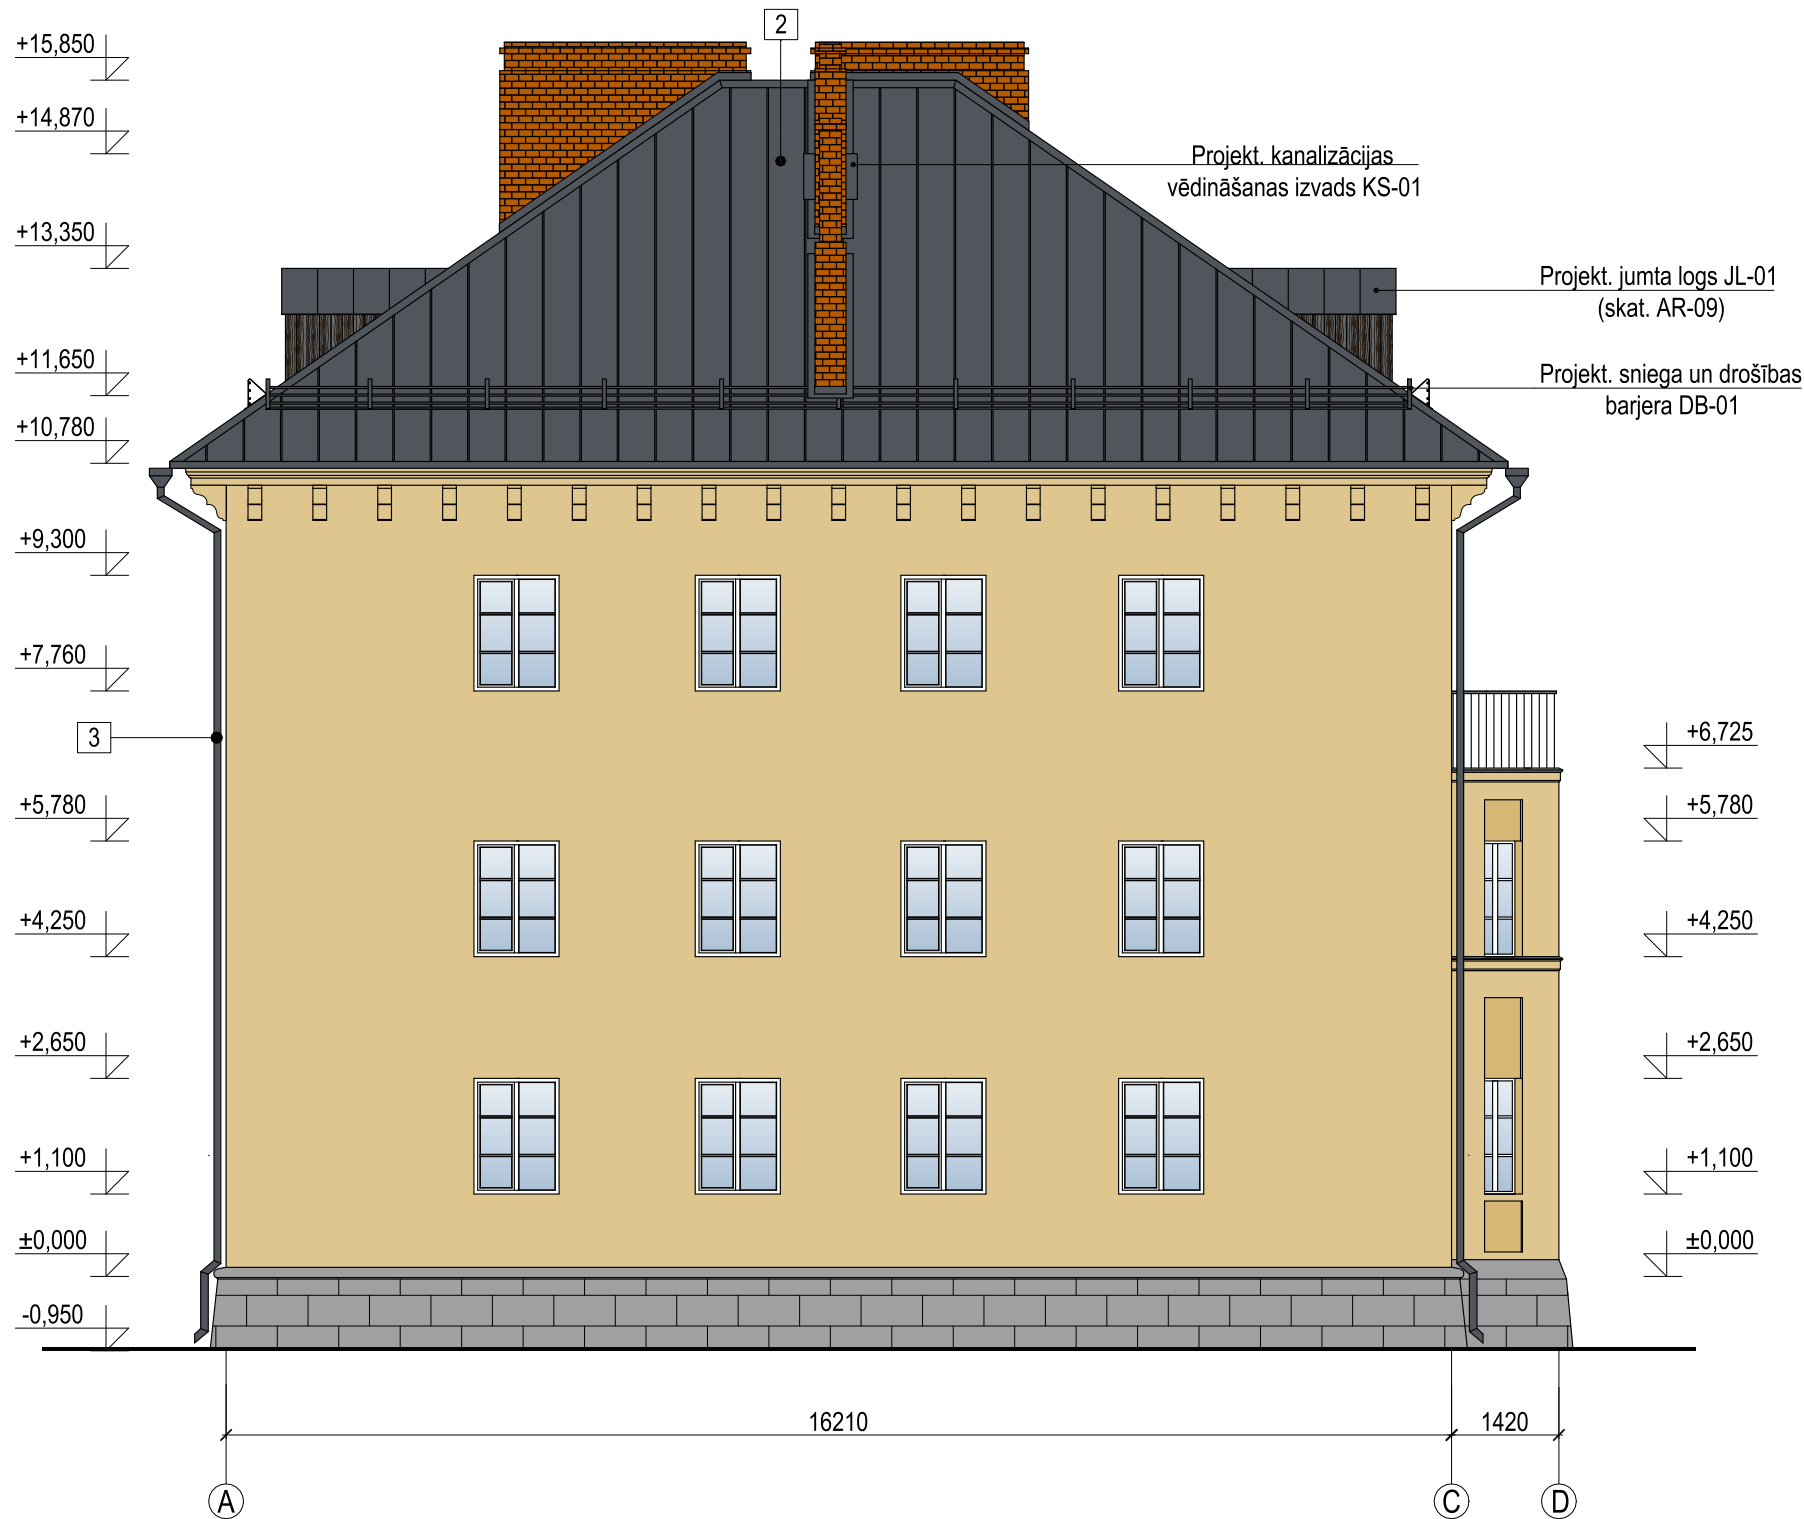 2
+15,850
+14,870
Projekt. kanalizācijas
vēdināšanas izvads KS-01
+13,350
Projekt. jumta logs JL-01
(skat. AR-09)
+11,650
Projekt. sniega un drošības
barjera DB-01
+10,780
+9,300
+7,760
3
+6,725
+5,780
+5,780
+4,250
+4,250
+2,650
+2,650
+1,100
+1,100
±0,000
±0,000
-0,950
16210
1420
A
C
D